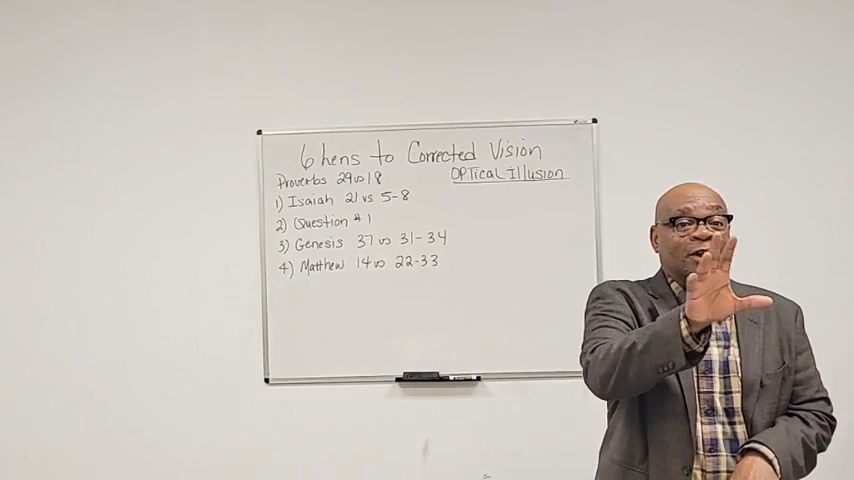 6 hens to Corrected Vision
Proverbs 29 vs 18
OPTical Illusion
1) Isaiah 21 vs 5-8
2) Question # 1
3) Genesis 37 vs 31-34
4) Matthew 14 vs 22-33